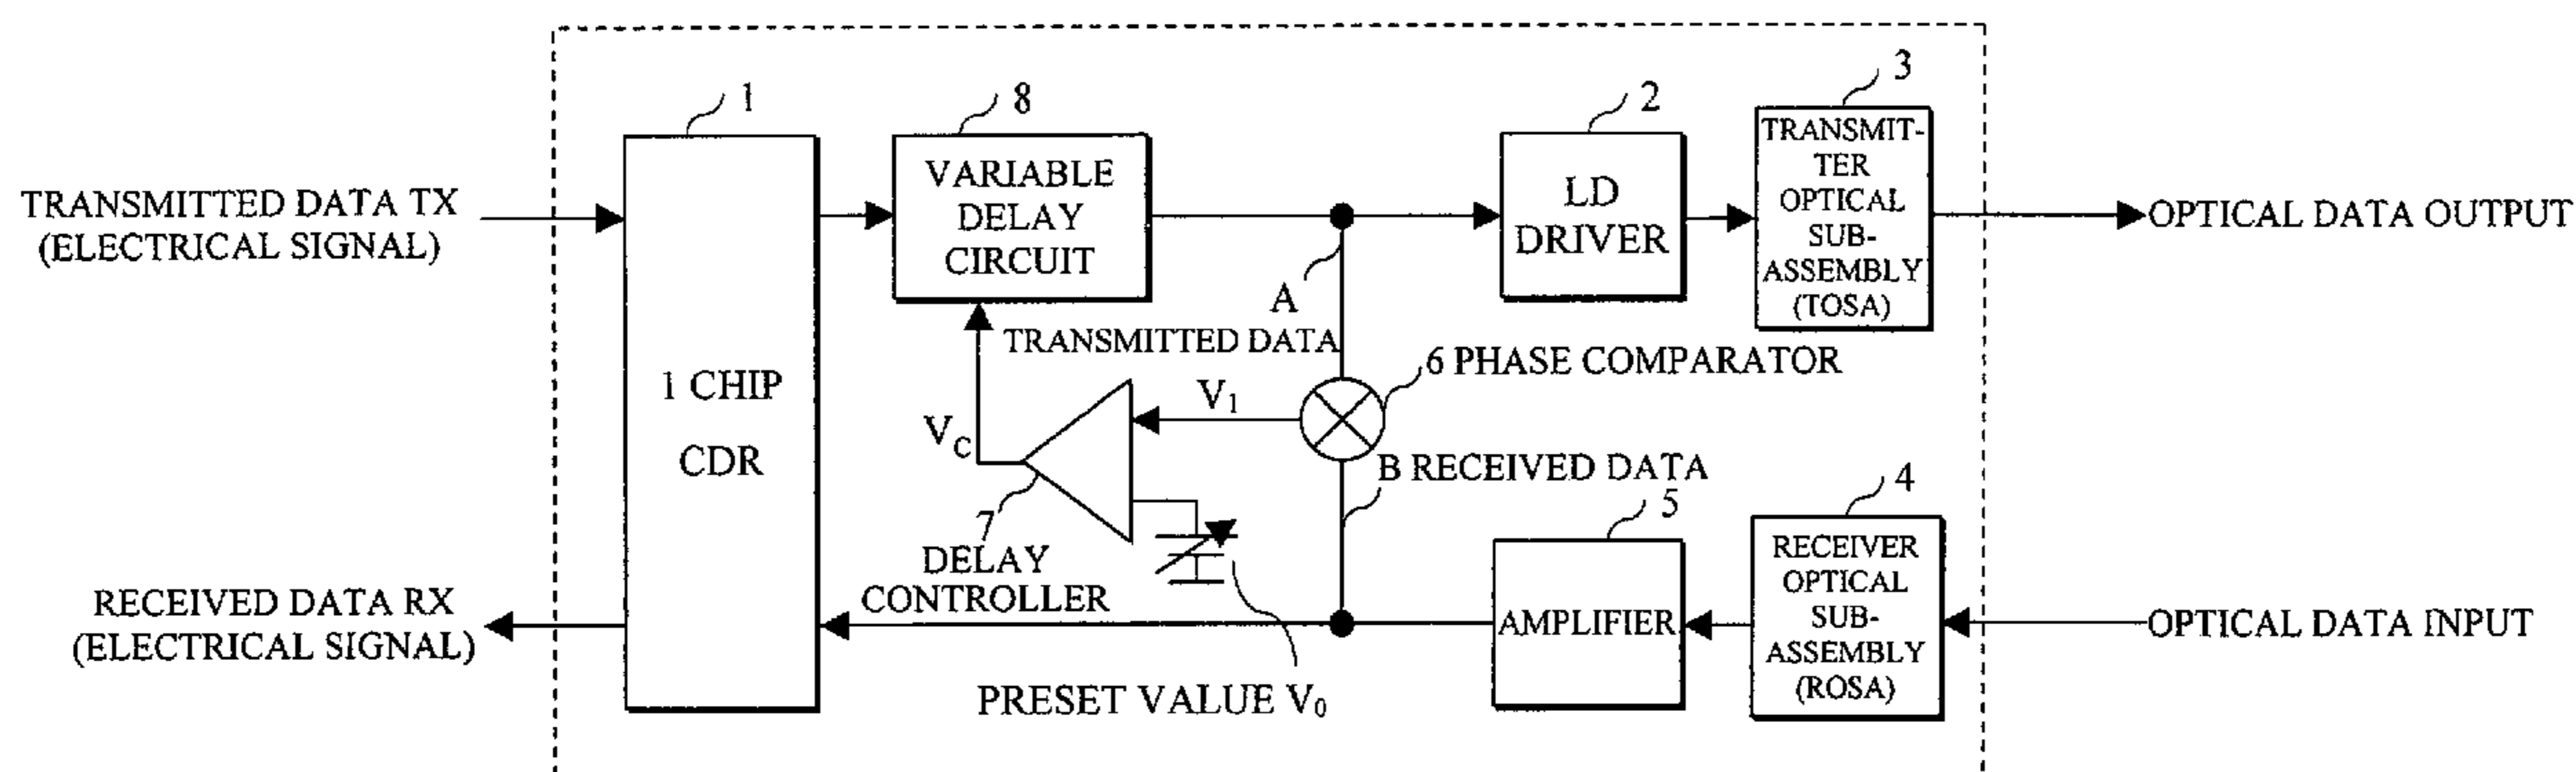 1
8
2
3
TRANSMITTED DATA TX
(ELECTRICAL SIGNAL)
1 CHIP
CDR
VARIABLE
DELAY
CIRCUIT
LD
DRIVER
TRANSMIT-
TER
OPTICAL
SUB-
ASSEMBLY
(TOSA)
OPTICAL DATA OUTPUT
A
TRANSMITTED DATA
6 PHASE COMPARATOR
V1
VC
B RECEIVED DATA
7
DELAY
CONTROLLER
5
4
AMPLIFIER
RECEIVER
OPTICAL
SUB-
ASSEMBLY
(ROSA)
RECEIVED DATA RX
(ELECTRICAL SIGNAL)
OPTICAL DATA INPUT
PRESET VALUE V0